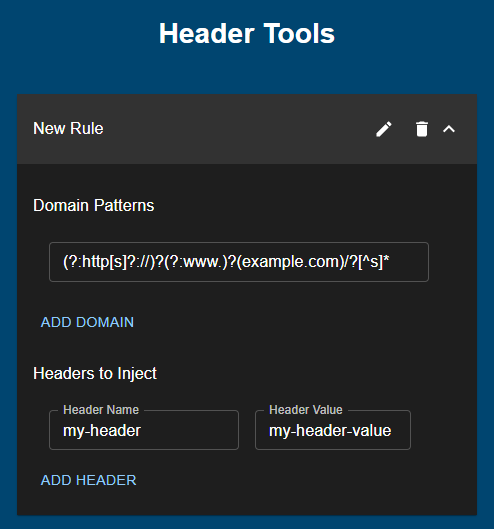 Header Tools
New Rule
Domain Patterns
(?:http[s]?://)?(?:www.)?(example.com)/?[^s]*
ADD DOMAIN
Headers to Inject
Header Name Header Value
my-header my-header-value
ADD HEADER